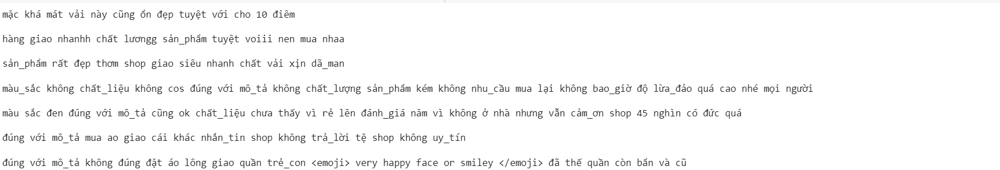 mặc khá mát vải này cũng ổn đẹp tuyệt với cho 10 điêm
hàng giao nhanhh chất lươngg sản_phẩm tuyệt voiii nen mua nhaa
sản_phẩm rất đẹp thơm shop giao siêu nhanh chất vải xịn dã_man
màu_sắc không chất_liệu không cos đúng với mô_tả không chất_lượng sản_phẩm kém không nhu_cầu mua lại không bao_giờ độ lừa_đảo quá cao nhé mọi người
màu sắc đen đúng với mô_tả cũng ok chất_liệu chưa thấy vì rẻ lên đánh_giá năm vì không ở nhà nhưng vẫn cảm_ơn shop 45 nghìn có đức quá
đúng với mô_tả mua ao giao cái khác nhắn_tin shop không trả_lời tệ shop không uy_tín
đúng với mô_tả không đúng đặt áo lông giao quần trẻ_con <emoji> very happy face or smiley </emoji> đã thế quần còn bẩn và cũ